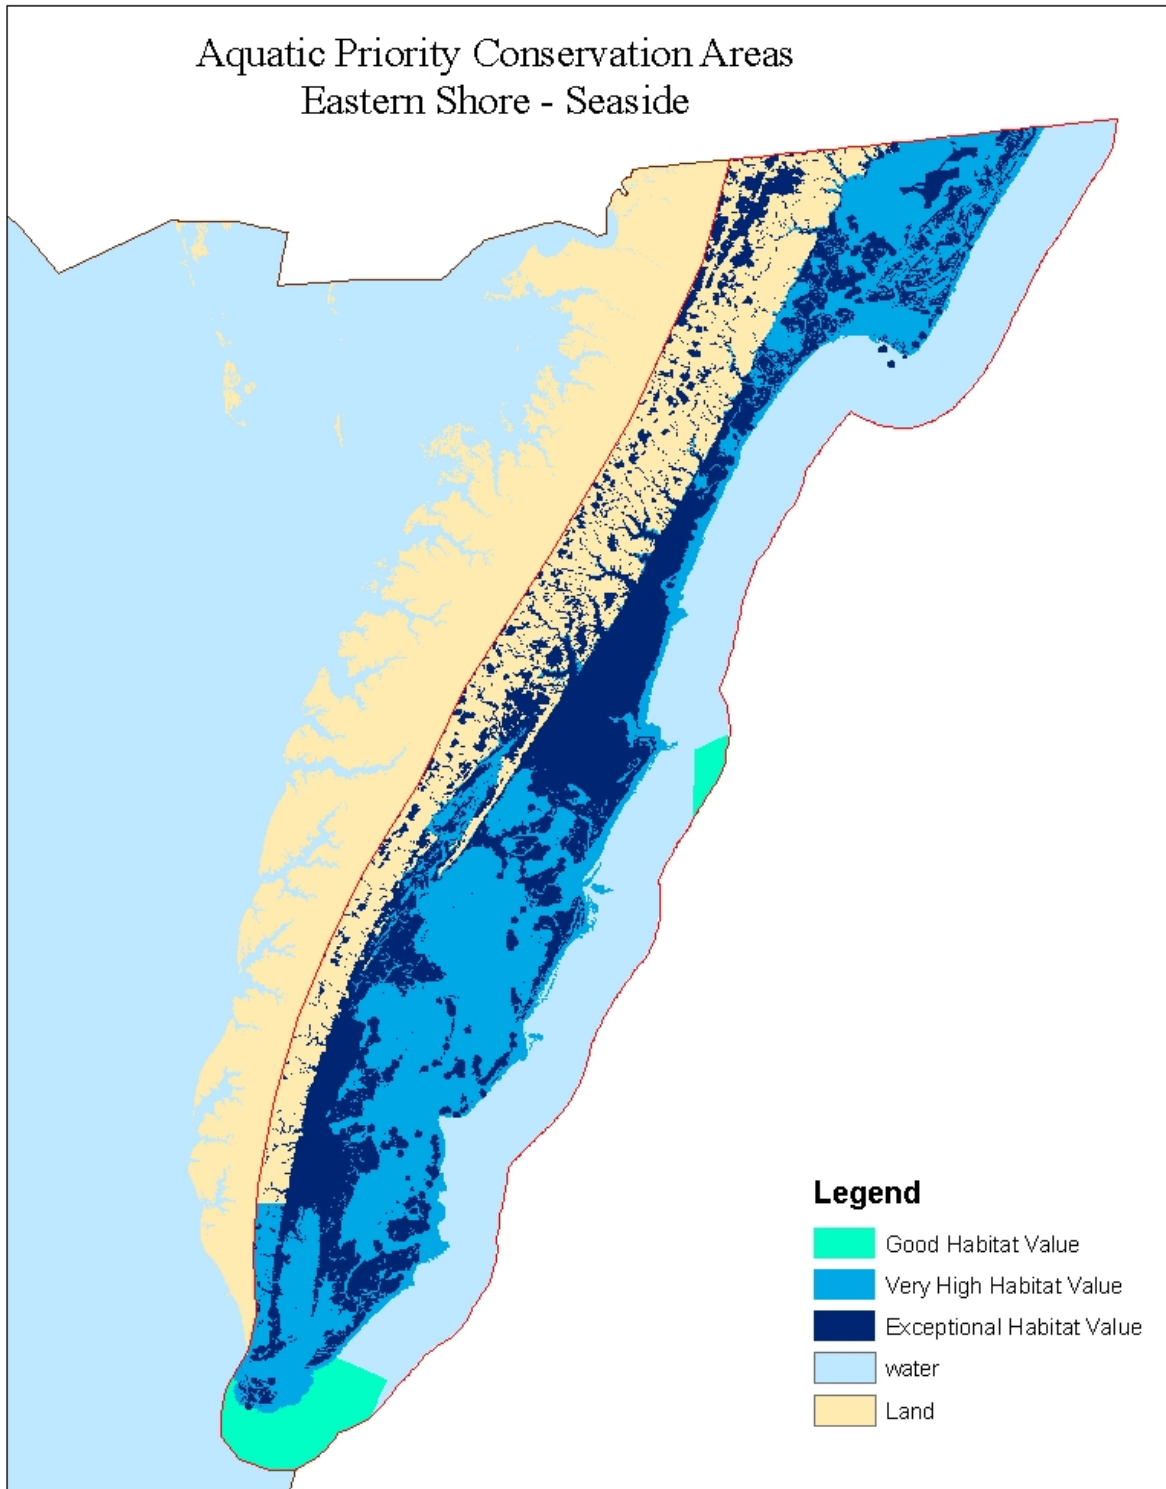 Aquatic Priority Conservation Areas
Eastern Shore - Seaside
Legend
Good Habitat Value
Very High Habitat Value
Exceptional Habitat Value
water
Land